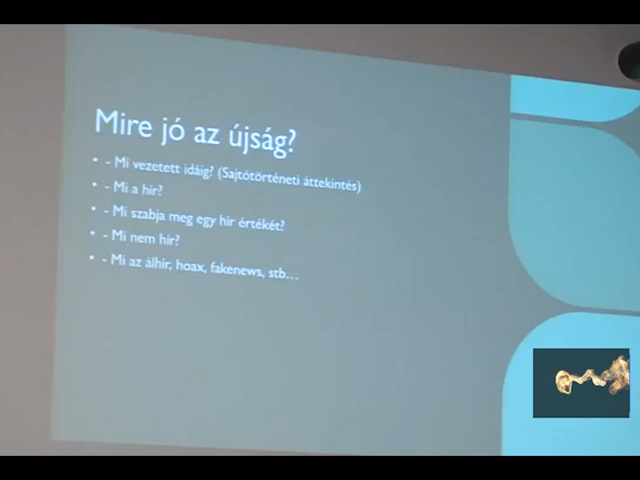 Mire jó az újság?
• - Mi vezetett idáig? (Sajtótörténeti áttekintés)
• - Mi a hír?
• - Mi szabja meg egy hír értékét?
• - Mi nem hír?
• - Mi az álhír, hoax, fakenews, stb…